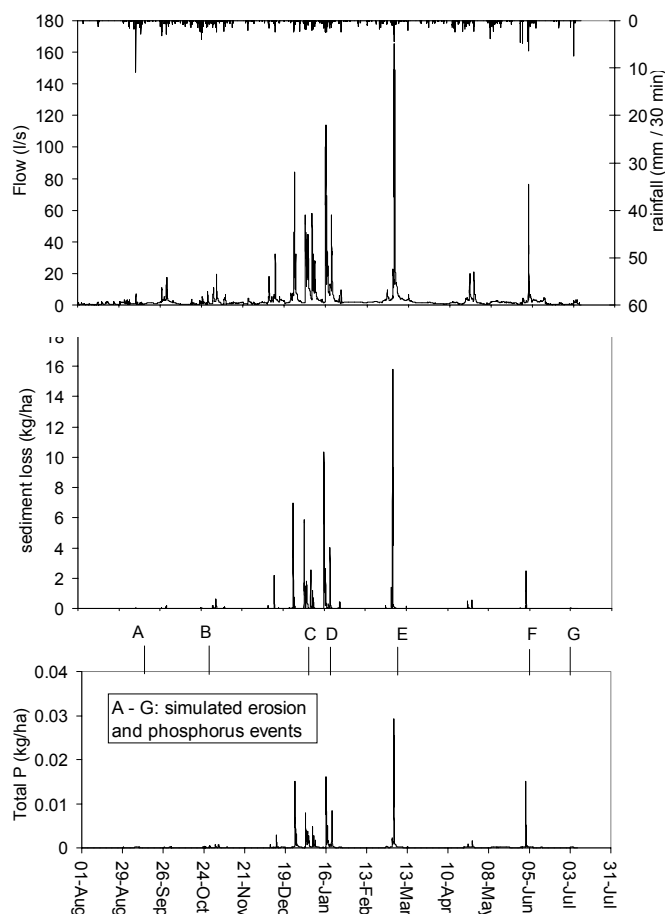 180
160
140
120
100
80
60
40
20
0
Flow (l/s)
0
10
20
30
40
50
60
rainfall (mm / 30 min)
18
16
14
12
10
8
6
4
2
0
sediment loss (kg/ha)
A B C D E F G
0.04
0.03
0.02
0.01
0
Total P (kg/ha)
A - G: simulated erosion
and phosphorus events
01-Aug
29-Aug
26-Sep
24-Oct
21-Nov
19-Dec
16-Jan
13-Feb
13-Mar
10-Apr
08-May
05-Jun
03-Jul
31-Jul